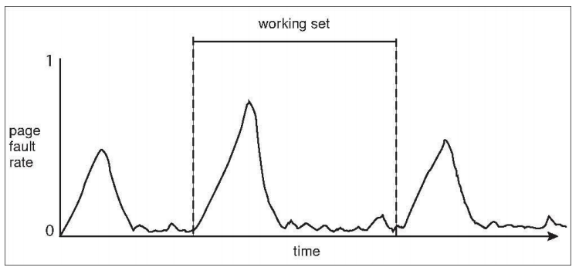 working set
1
page
fault
rate
0
time